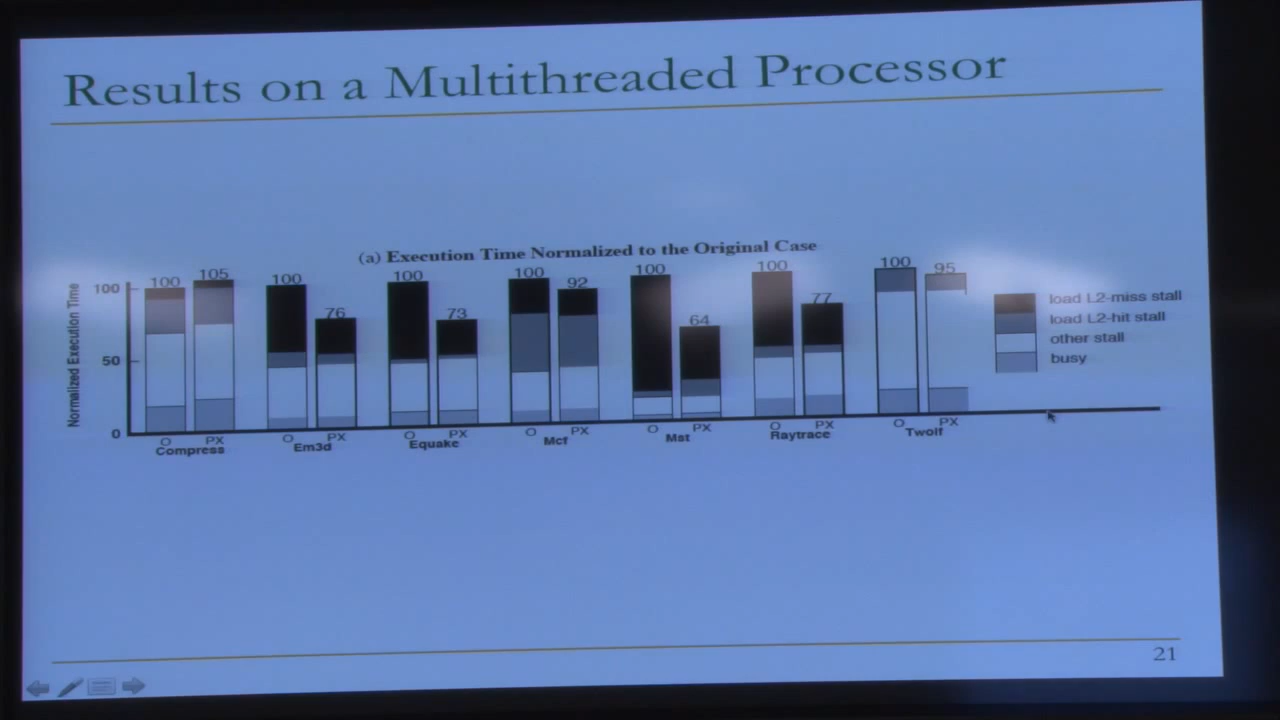 Results on a Multithreaded Processor
(a) Execution Time Normalized to the Original Case
Normalized Execution Time
100
50
0
100 105
100 76
100 73
100 92
100 64
100 77
100 95
O PX
O PX
O PX
O PX
O PX
O PX
O PX
Compress
Em3d
Equake
Mcf
Mst
Raytrace
Twolf
load L2-miss stall
load L2-hit stall
other stall
busy
21